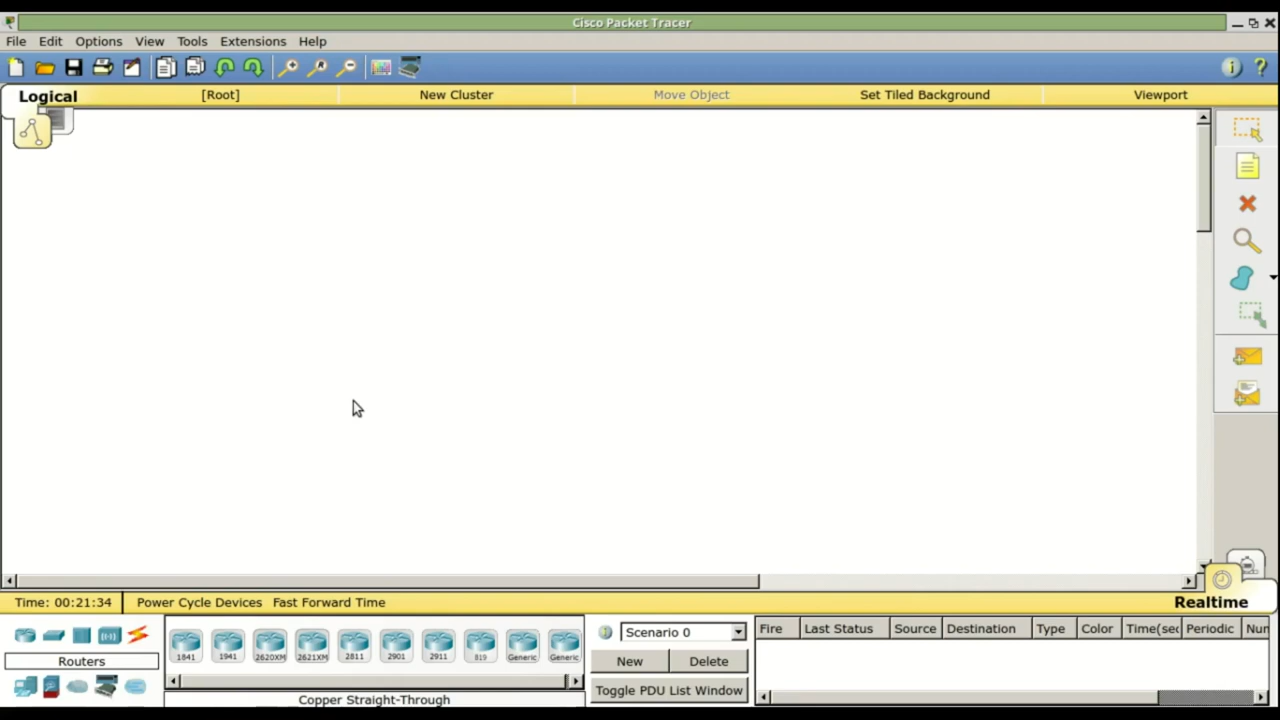 Cisco Packet Tracer
File Edit Options View Tools Extensions Help
Logical [Root] New Cluster Move Object Set Tiled Background Viewport
Time: 00:21:34 Power Cycle Devices Fast Forward Time Realtime
Routers
1841 1941 2620XM 2621XM 2811 2901 2911 819 Generic Generic
Copper Straight-Through
Scenario 0
New Delete
Toggle PDU List Window
Fire Last Status Source Destination Type Color Time(sec Periodic Num